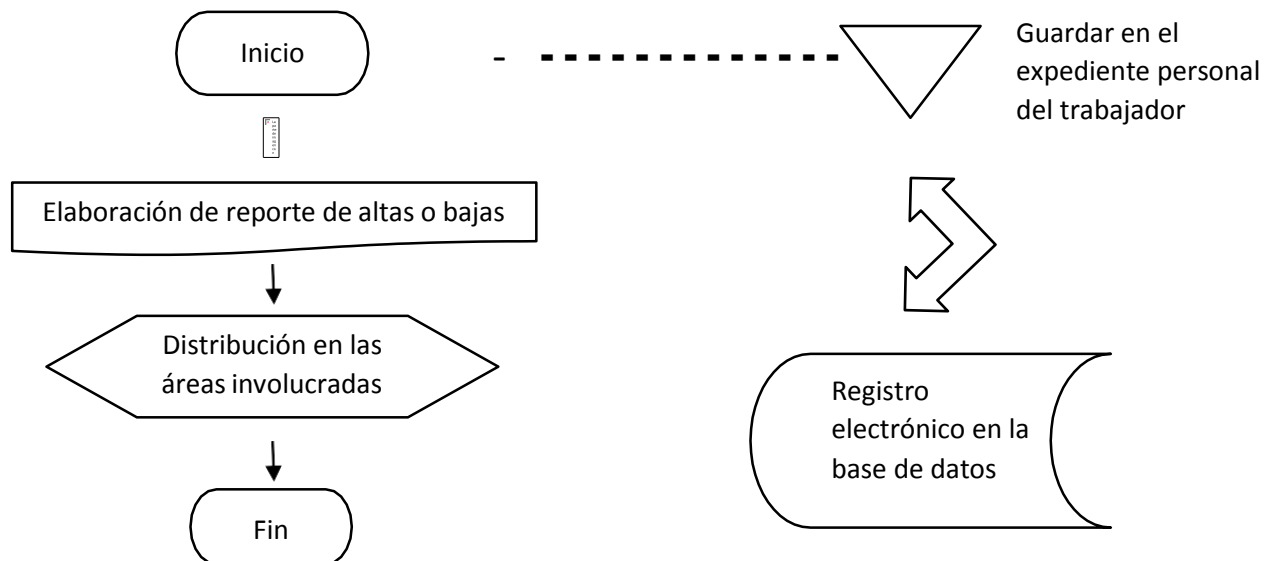 Inicio
Guardar en el
expediente personal
del trabajador
Elaboración de reporte de altas o bajas
Distribución en las
áreas involucradas
Registro
electrónico en la
base de datos
Fin